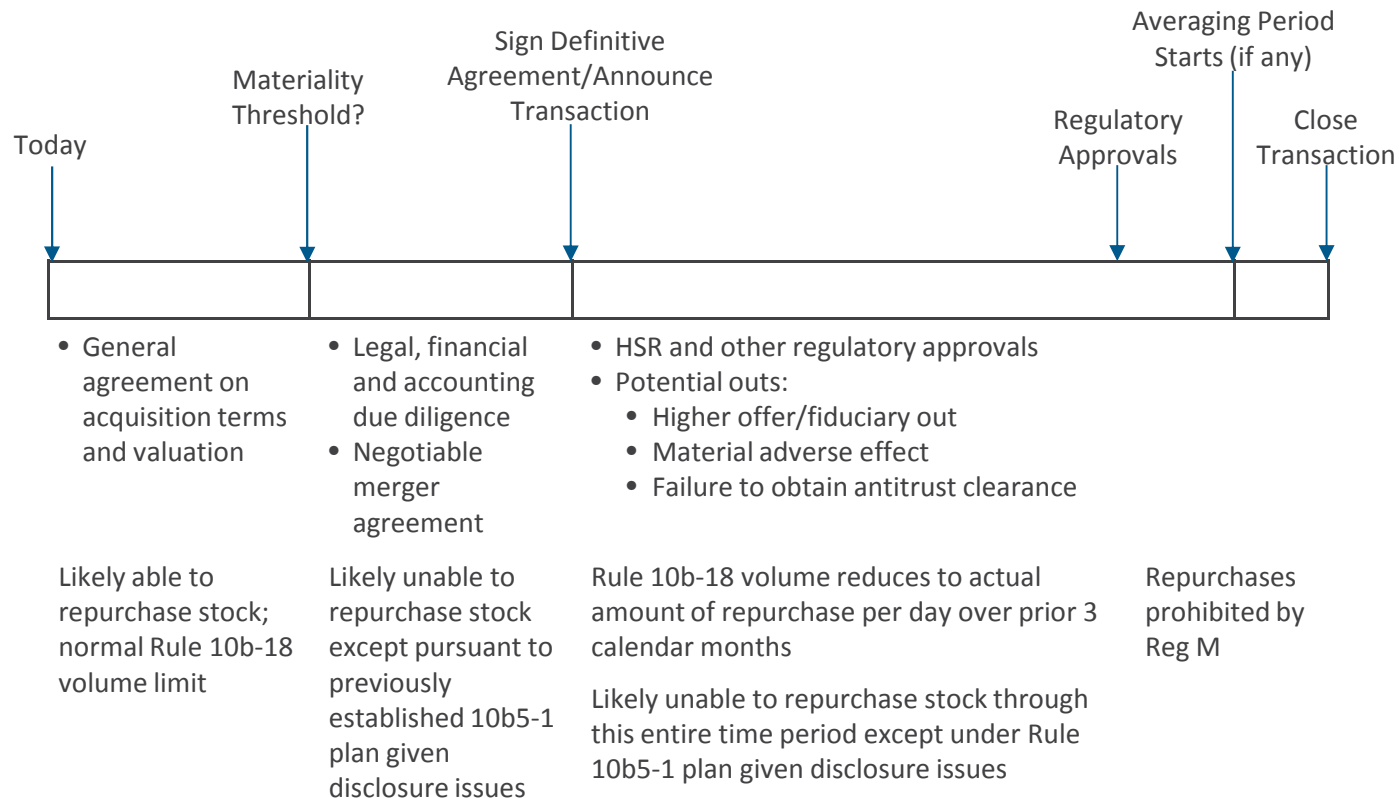 Today
Materiality
Threshold?
Sign Definitive
Agreement/Announce
Transaction
Regulatory
Approvals
Averaging Period
Starts (if any)
Close
Transaction
• General
agreement on
acquisition terms
and valuation
• Legal, financial
and accounting
due diligence
• Negotiable
merger
agreement
• HSR and other regulatory approvals
• Potential outs:
• Higher offer/fiduciary out
• Material adverse effect
• Failure to obtain antitrust clearance
Likely able to
repurchase stock;
normal Rule 10b-18
volume limit
Likely unable to
repurchase stock
except pursuant to
previously
established 10b5-1
plan given
disclosure issues
Rule 10b-18 volume reduces to actual
amount of repurchase per day over prior 3
calendar months
Likely unable to repurchase stock through
this entire time period except under Rule
10b5-1 plan given disclosure issues
Repurchases
prohibited by
Reg M